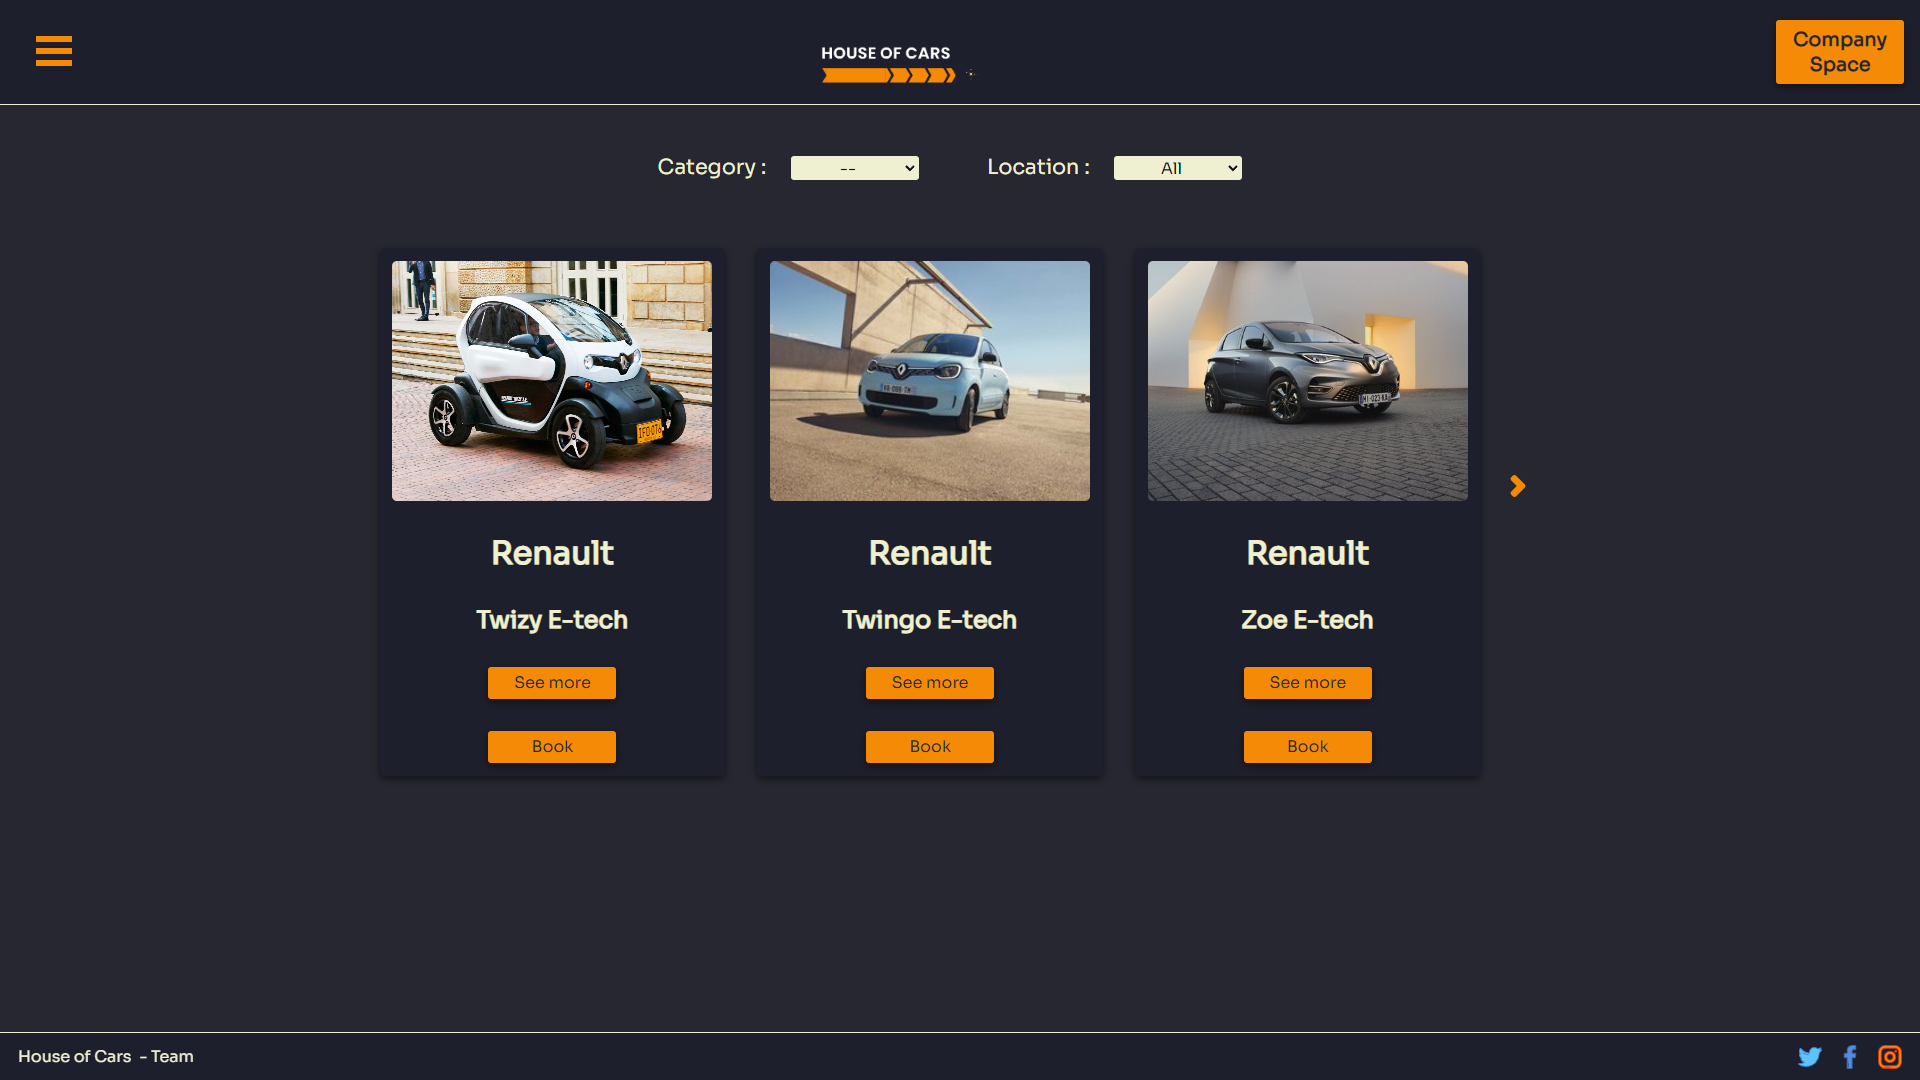 HOUSE OF CARS
Company
Space
Category :
--
Location :
All
Renault
Twizy E-tech
See more
Book
Renault
Twingo E-tech
See more
Book
Renault
Zoe E-tech
See more
Book
House of Cars - Team